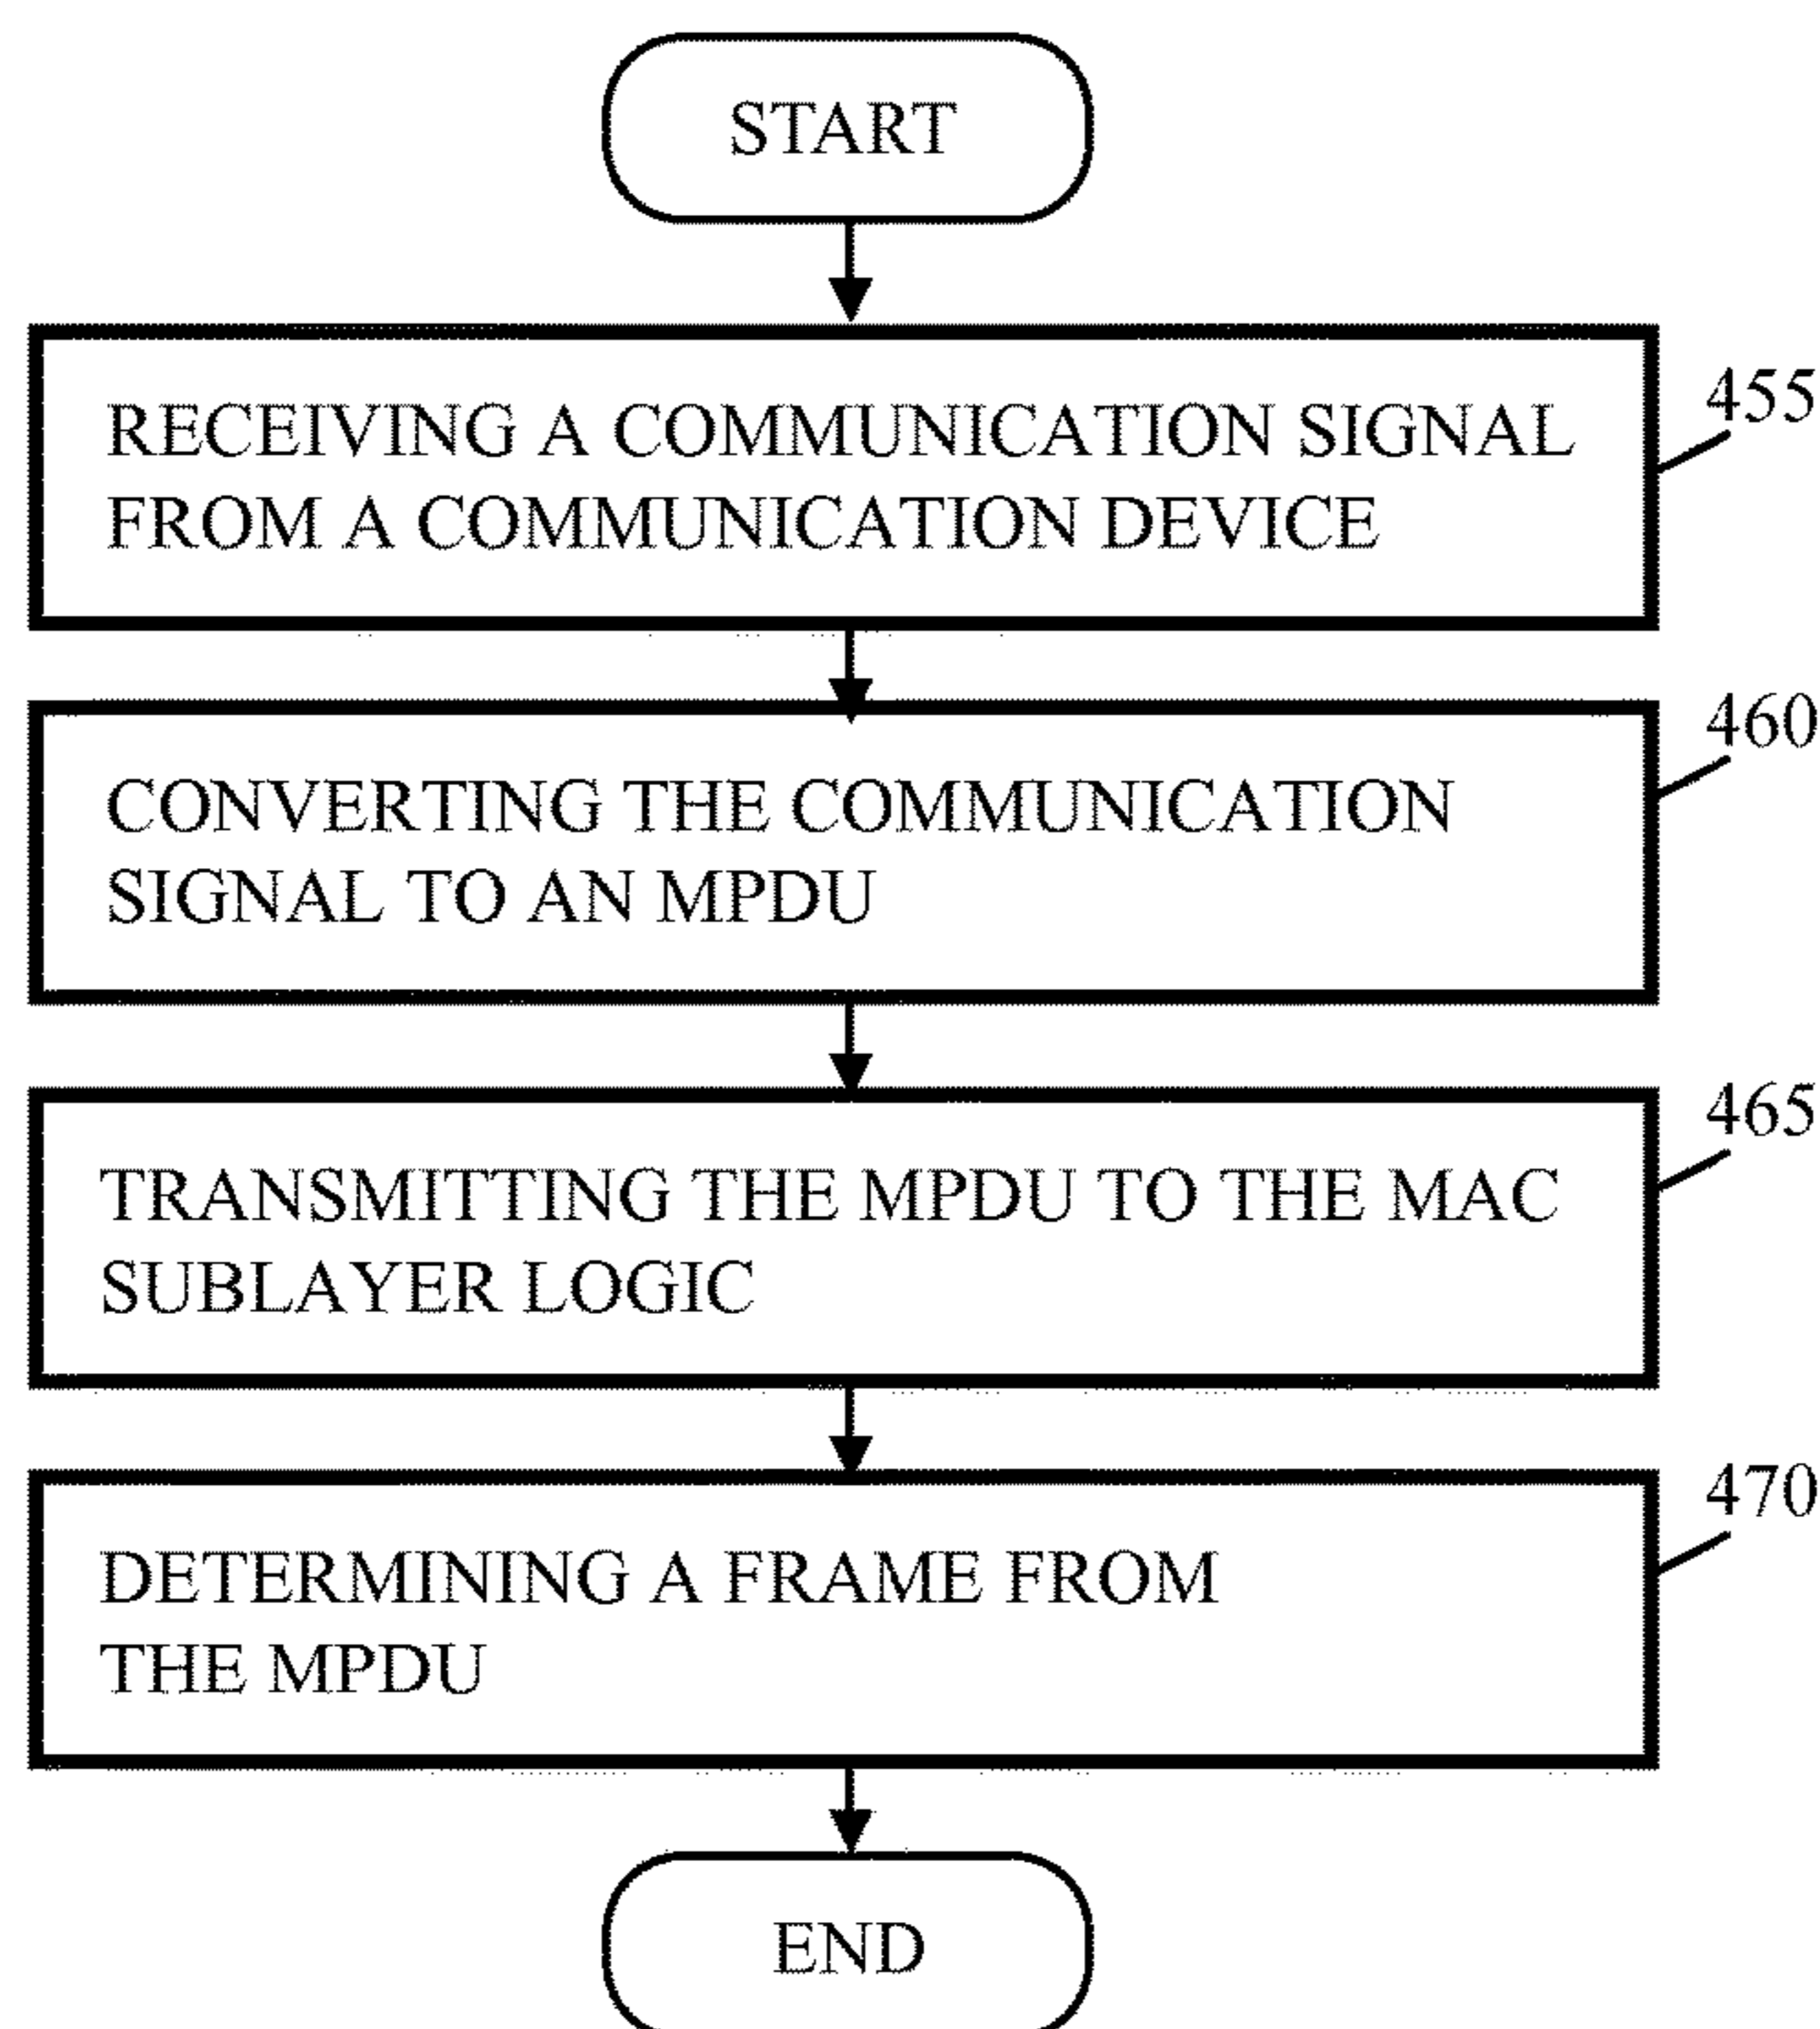 START
RECEIVING A COMMUNICATION SIGNAL
FROM A COMMUNICATION DEVICE
455
CONVERTING THE COMMUNICATION
SIGNAL TO AN MPDU
460
TRANSMITTING THE MPDU TO THE MAC
SUBLAYER LOGIC
465
DETERMINING A FRAME FROM
THE MPDU
470
END